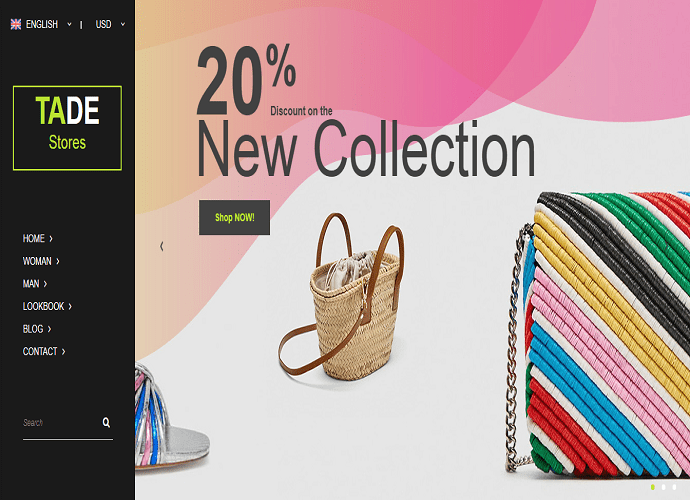 ENGLISH | USD
TADE
Stores
HOME
WOMAN
MAN
LOOKBOOK
BLOG
CONTACT
Search
20%
Discount on the
New Collection
Shop NOW!